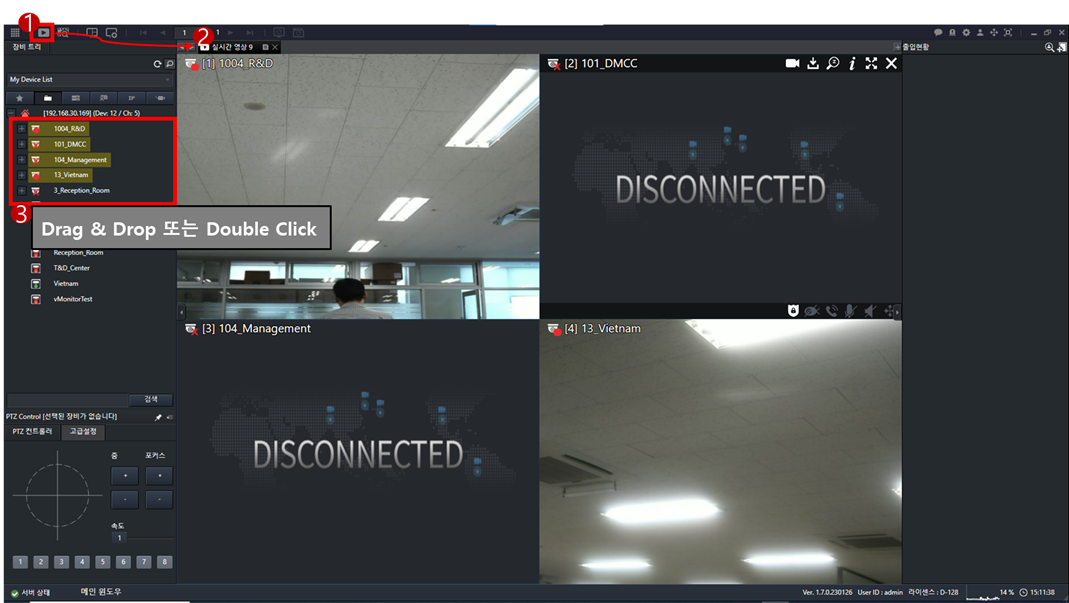 1
1
1
2
실시간 영상 9
장비 트리
출입현황
My Device List
[192.168.30.169] (Dev: 12 / Ch: 5)
1004_R&D
101_DMCC
104_Management
13_Vietnam
3_Reception_Room
3
Drag & Drop 또는 Double Click
Reception_Room
T&D_Center
Vietnam
vMonitorTest
검색
PTZ Control [선택된 장비가 없습니다]
PTZ 컨트롤러
고급설정
줌
포커스
+
+
-
-
속도
1
1 2 3 4 5 6 7 8
[1] 1004_R&D
[2] 101_DMCC
DISCONNECTED
[3] 104_Management
DISCONNECTED
[4] 13_Vietnam
서버 상태
메인 윈도우
Ver. 1.7.0.230126 User ID : admin 라이센스 : D-128
14 %
15:11:38